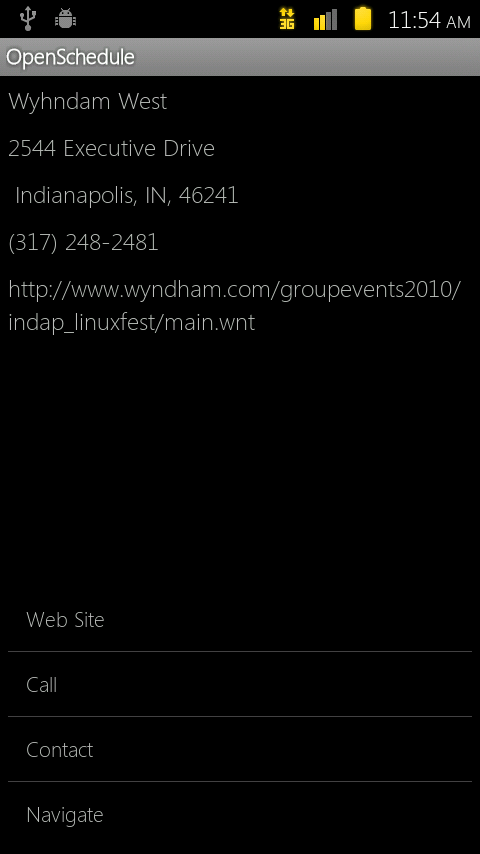 3G
11:54 AM
OpenSchedule
Wyhndam West
2544 Executive Drive
Indianapolis, IN, 46241
(317) 248-2481
http://www.wyndham.com/groupevents2010/
indap_linuxfest/main.wnt
Web Site
Call
Contact
Navigate